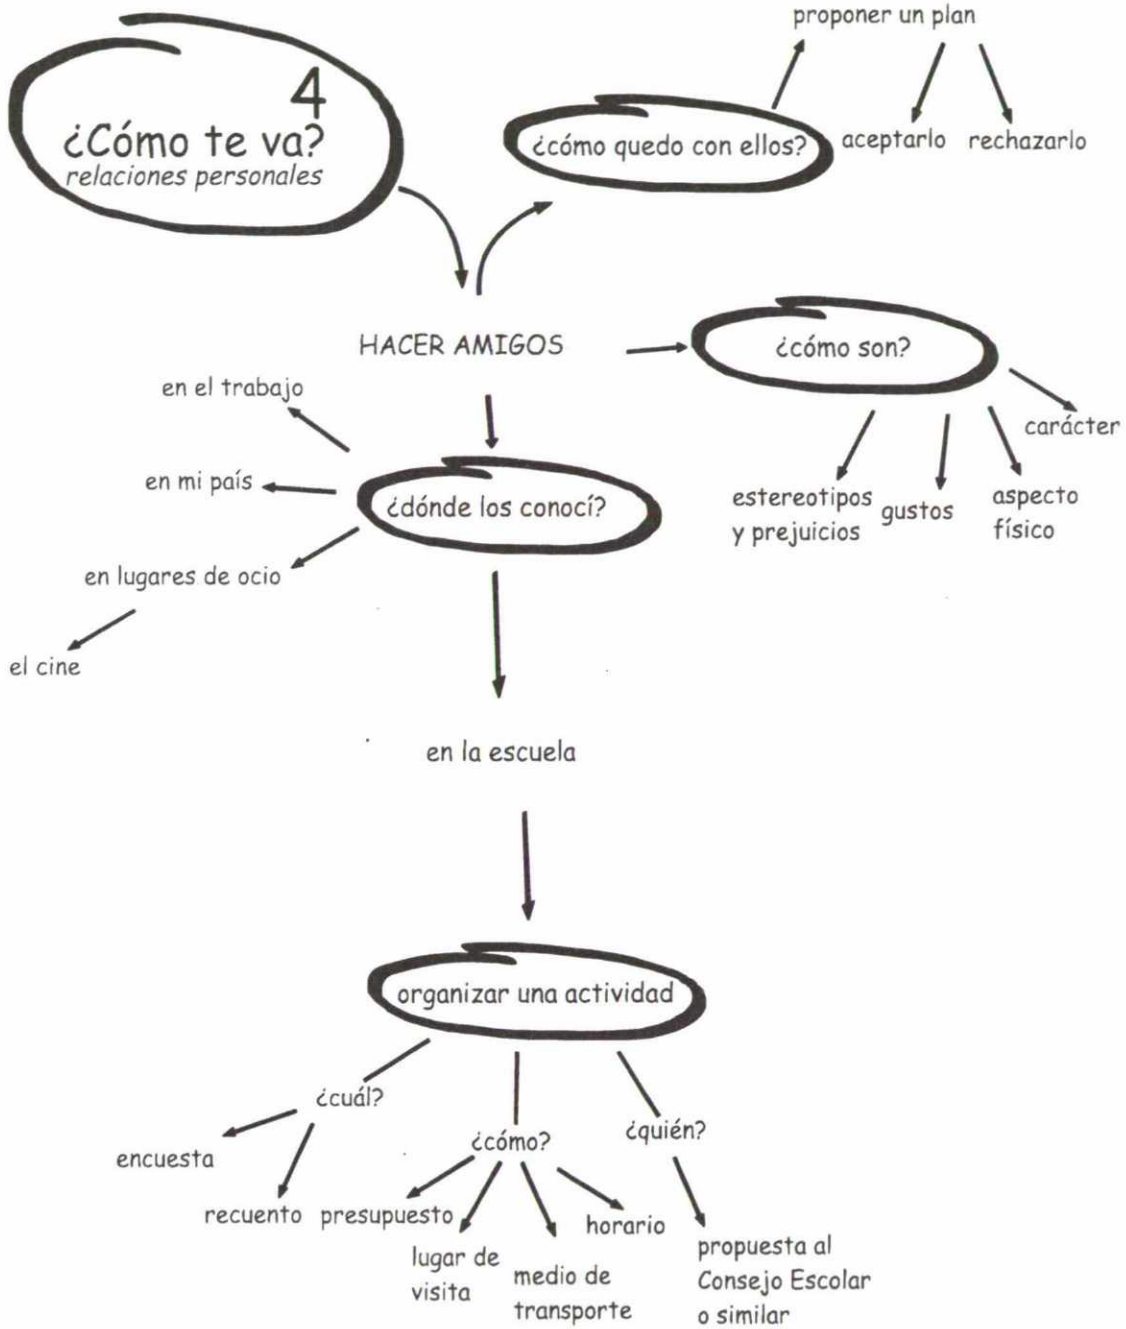 proponer un plan
4
¿Cómo te va?
relaciones personales
¿cómo quedo con ellos?
aceptarlo
rechazarlo
HACER AMIGOS
¿cómo son?
en el trabajo
carácter
en mi país
¿dónde los conocí?
estereotipos
y prejuicios
gustos
aspecto
físico
en lugares de ocio
el cine
en la escuela
organizar una actividad
¿cuál?
¿cómo?
¿quién?
encuesta
recuento
presupuesto
lugar de
visita
medio de
transporte
horario
propuesta al
Consejo Escolar
o similar